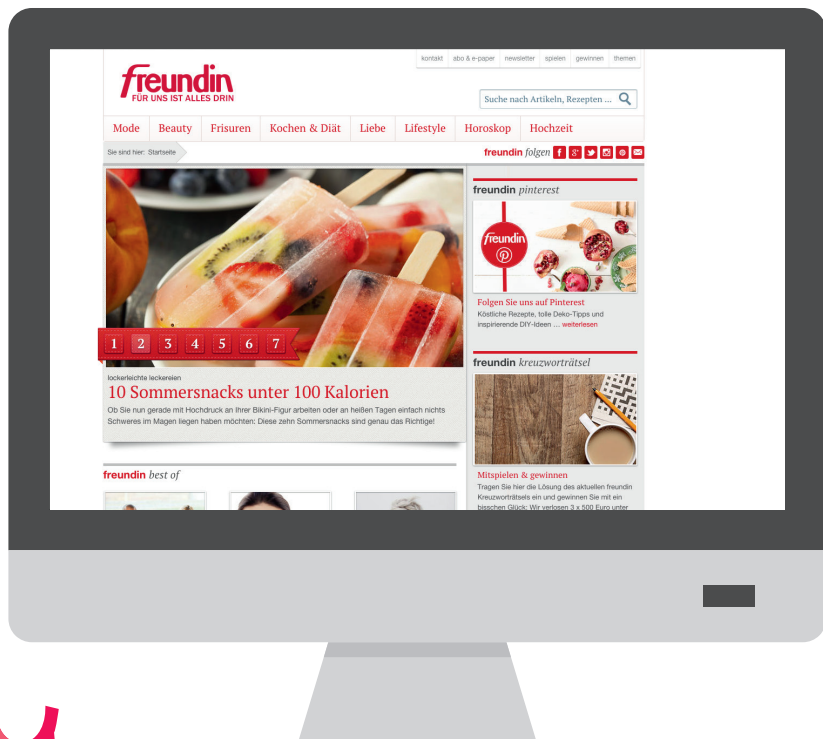 kontakt abo & e-paper newsletter spielen gewinnen themen
freundin
FÜR UNS IST ALLES DRIN
Suche nach Artikeln, Rezepten ...
Mode Beauty Frisuren Kochen & Diät Liebe Lifestyle Horoskop Hochzeit
Sie sind hier: Startseite
freundin folgen
freundin pinterest
freundin
Folgen Sie uns auf Pinterest
Köstliche Rezepte, tolle Deko-Tipps und
inspirierende DIY-Ideen ... weiterlesen
1 2 3 4 5 6 7
lockerleichte leckereien
10 Sommersnacks unter 100 Kalorien
Ob Sie nun gerade mit Hochdruck an Ihrer Bikini-Figur arbeiten oder an heißen Tagen einfach nichts
Schweres im Magen liegen haben möchten: Diese zehn Sommersnacks sind genau das Richtige!
freundin kreuzworträtsel
Mitspielen & gewinnen
Tragen Sie hier die Lösung des aktuellen freundin
Kreuzworträtsels ein und gewinnen Sie mit ein
bisschen Glück: Wir verlosen 3 x 500 Euro unter
freundin best of